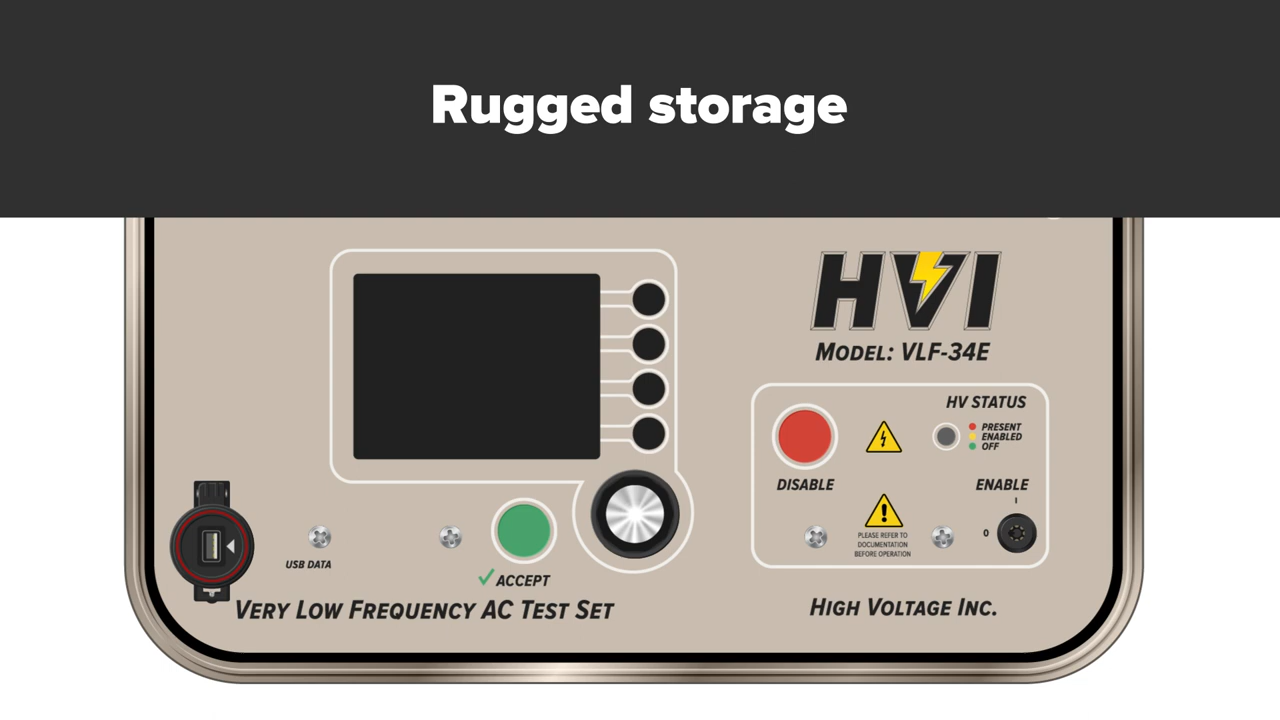 Rugged storage
HVI
MODEL: VLF-34E
HV STATUS
PRESENT
ENABLED
OFF
DISABLE
ENABLE
I
0
PLEASE REFER TO
DOCUMENTATION
BEFORE OPERATION
USB DATA
ACCEPT
VERY LOW FREQUENCY AC TEST SET
HIGH VOLTAGE INC.